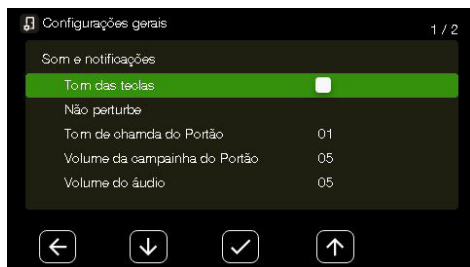 Configurações gerais
1 / 2
Som e notificações
Tom das teclas
Não perturbe
Tom de chamda do Portão 01
Volume da campainha do Portão 05
Volume do áudio 05